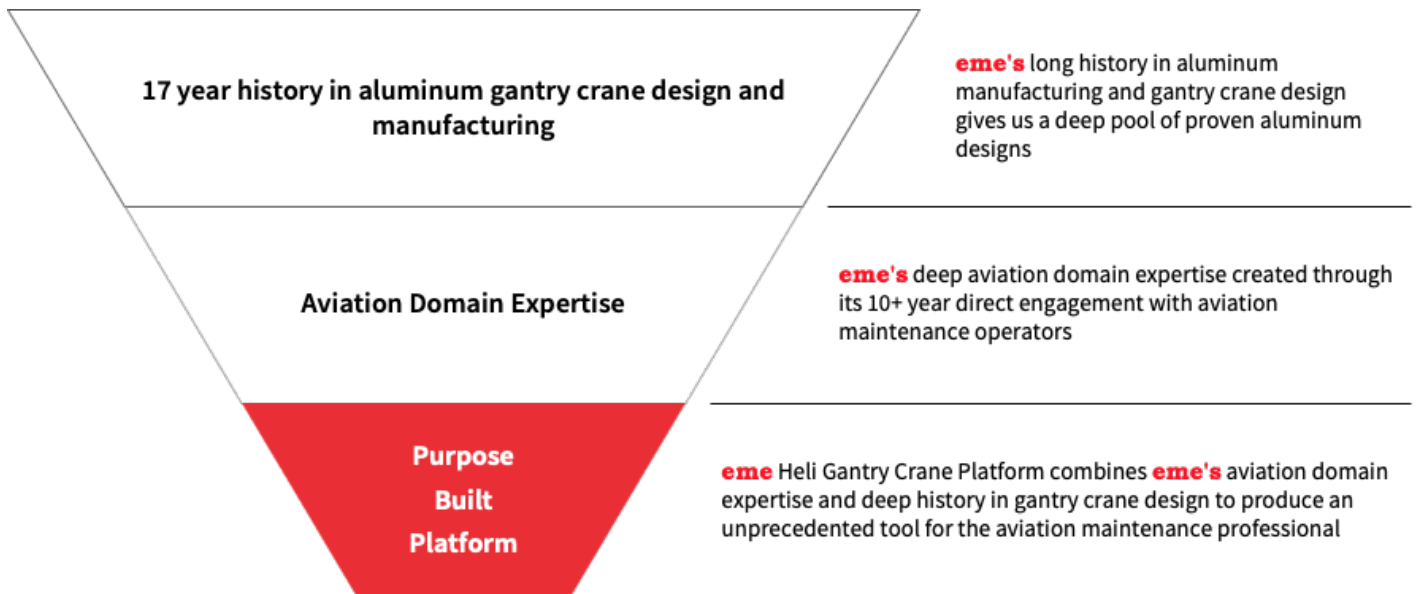 17 year history in aluminum gantry crane design and
manufacturing
eme's long history in aluminum
manufacturing and gantry crane design
gives us a deep pool of proven aluminum
designs
Aviation Domain Expertise
eme's deep aviation domain expertise created through
its 10+ year direct engagement with aviation
maintenance operators
Purpose
Built
Platform
eme Heli Gantry Crane Platform combines eme's aviation domain
expertise and deep history in gantry crane design to produce an
unprecedented tool for the aviation maintenance professional